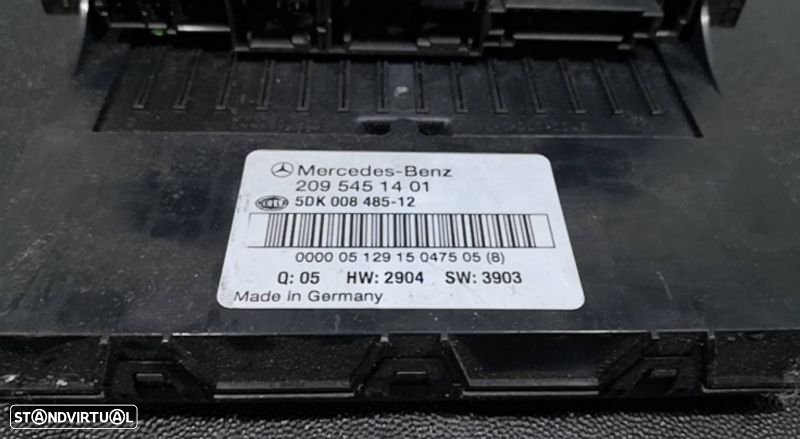 Mercedes-Benz
209 545 14 01
HELLA 5DK 008 485-12
0000 05 129 15 0475 05 (8)
Q: 05 HW: 2904 SW: 3903
Made in Germany
STANDVIRTUAL